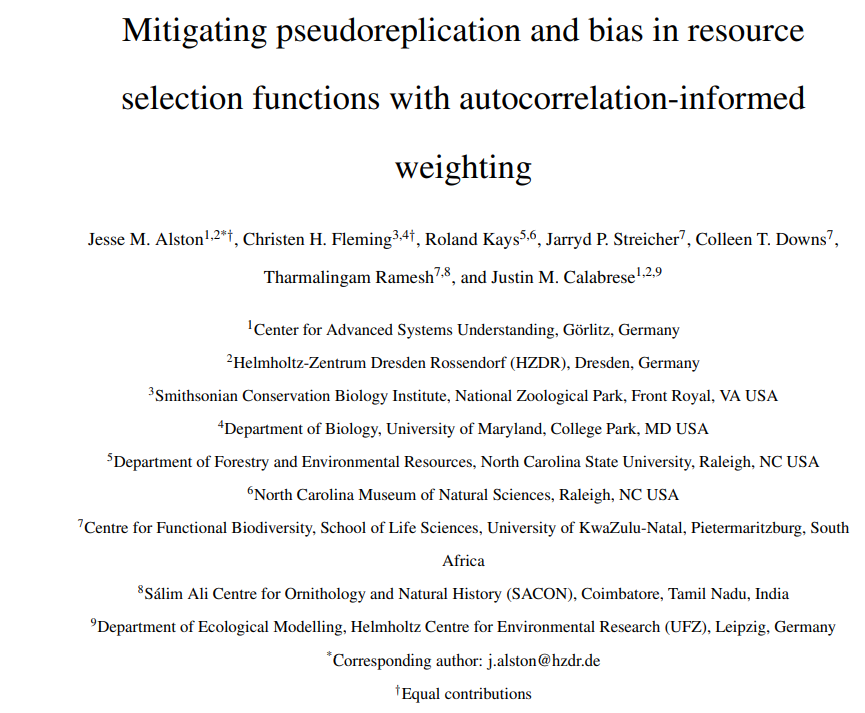 Mitigating pseudoreplication and bias in resource
selection functions with autocorrelation-informed
weighting
Jesse M. Alston1,2*†, Christen H. Fleming3,4†, Roland Kays5,6, Jarryd P. Streicher7, Colleen T. Downs7,
Tharmalingam Ramesh7,8, and Justin M. Calabrese1,2,9
1Center for Advanced Systems Understanding, Görlitz, Germany
2Helmholtz-Zentrum Dresden Rossendorf (HZDR), Dresden, Germany
3Smithsonian Conservation Biology Institute, National Zoological Park, Front Royal, VA USA
4Department of Biology, University of Maryland, College Park, MD USA
5Department of Forestry and Environmental Resources, North Carolina State University, Raleigh, NC USA
6North Carolina Museum of Natural Sciences, Raleigh, NC USA
7Centre for Functional Biodiversity, School of Life Sciences, University of KwaZulu-Natal, Pietermaritzburg, South
Africa
8Sálim Ali Centre for Ornithology and Natural History (SACON), Coimbatore, Tamil Nadu, India
9Department of Ecological Modelling, Helmholtz Centre for Environmental Research (UFZ), Leipzig, Germany
*Corresponding author: j.alston@hzdr.de
†Equal contributions